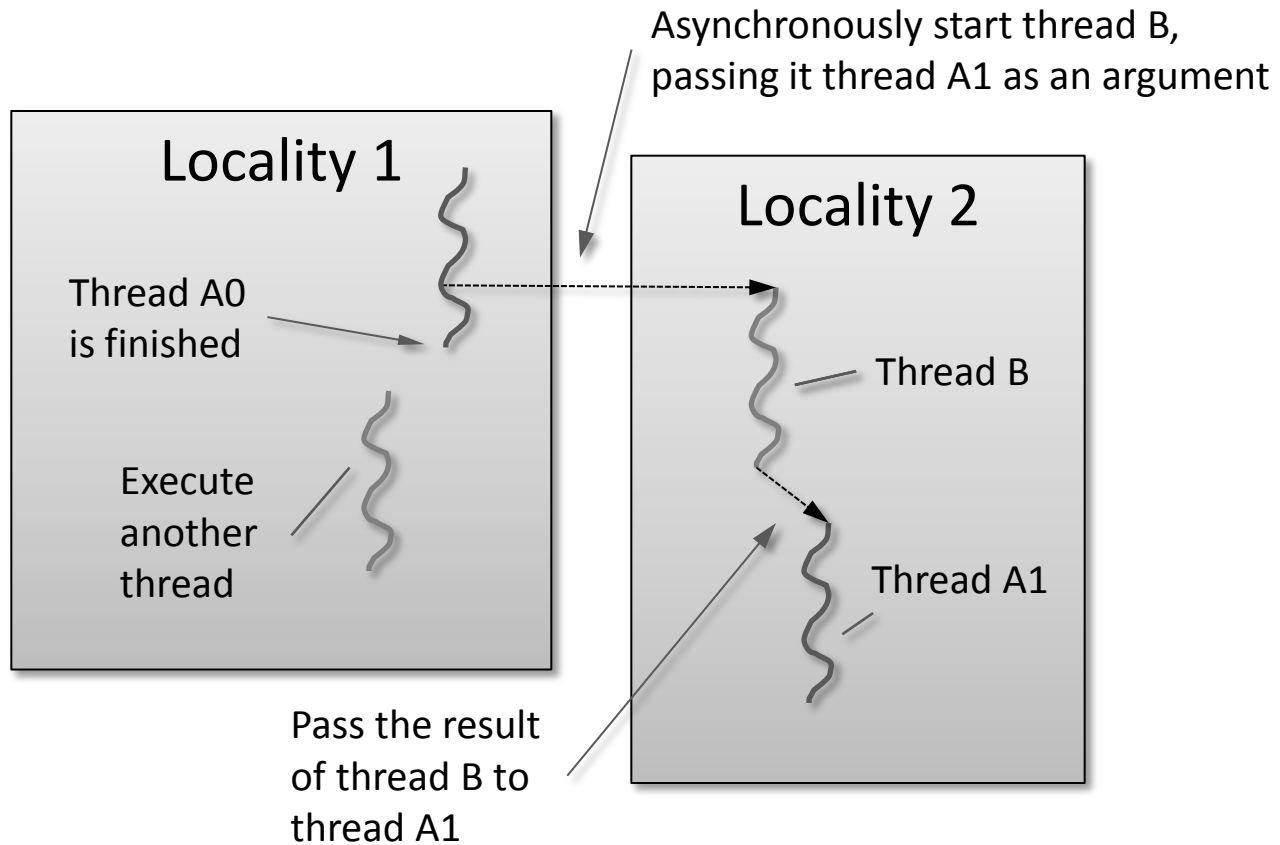 Asynchronously start thread B,
passing it thread A1 as an argument
Locality 1
Locality 2
Thread A0
is finished
Thread B
Execute
another
thread
Thread A1
Pass the result
of thread B to
thread A1